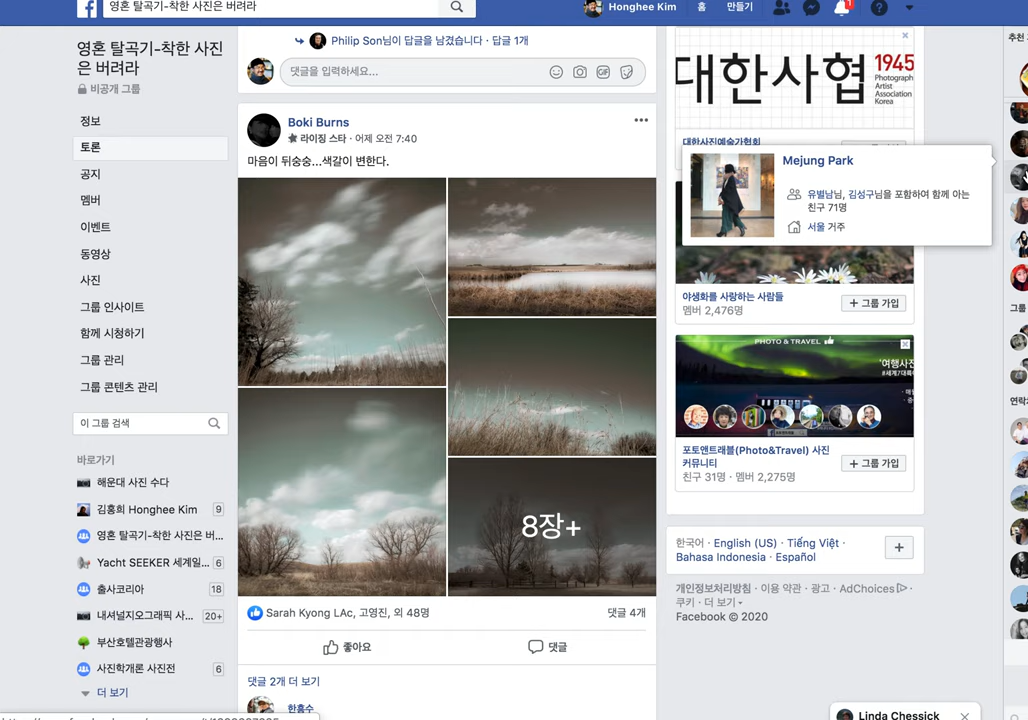 영혼 탈곡기-착한 사진은 버려라
Honghee Kim
홈
만들기
1
영혼 탈곡기-착한 사진
은 버려라
비공개 그룹
정보
토론
공지
멤버
이벤트
동영상
사진
그룹 인사이트
함께 시청하기
그룹 관리
그룹 콘텐츠 관리
이 그룹 검색
바로가기
해운대 사진 수다
김홍희 Honghee Kim 9
영혼 탈곡기-착한 사진은 버...
Yacht SEEKER 세계일... 6
출사코리아 18
내셔널지오그래픽 사... 20+
부산호텔관광행사
사진학개론 사진전 6
더 보기
Philip Son님이 답글을 남겼습니다 · 답글 1개
댓글을 입력하세요...
GIF
Boki Burns
라이징 스타 · 어제 오전 7:40
마음이 뒤숭숭...색깔이 변한다.
8장+
Sarah Kyong LAc, 고영진, 외 48명
댓글 4개
좋아요
댓글
댓글 2개 더 보기
한흠수
대한사협
1945
Photograph
Artist
Association
Korea
대한사진예술가협회
Mejung Park
유별남님, 김성구님을 포함하여 함께 아는
친구 71명
서울 거주
야생화를 사랑하는 사람들
멤버 2,476명
+ 그룹 가입
PHOTO & TRAVEL
'여행사진
포토앤트래블(Photo&Travel) 사진
커뮤니티
친구 31명 · 멤버 2,275명
+ 그룹 가입
한국어 · English (US) · Tiếng Việt ·
Bahasa Indonesia · Español
개인정보처리방침 · 이용 약관 · 광고 · AdChoices ·
쿠키 · 더 보기
Facebook © 2020
추천
그룹
연락처
Linda Chessick